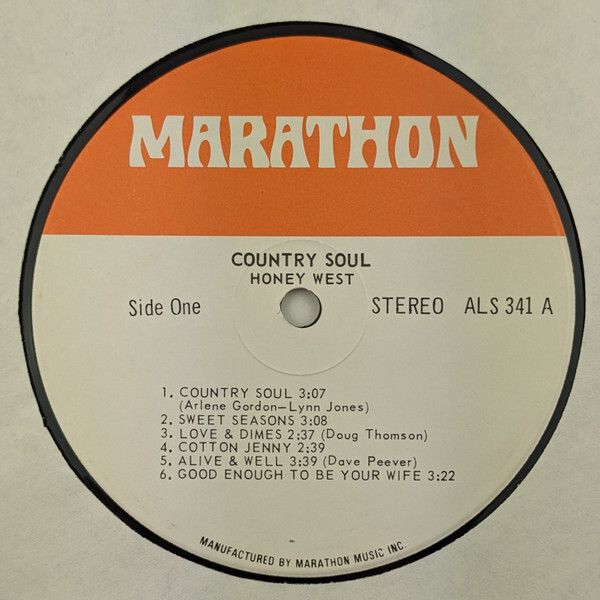 MARATHON
COUNTRY SOUL
HONEY WEST
Side One
STEREO ALS 341 A
1. COUNTRY SOUL 3:07
(Arlene Gordon—Lynn Jones)
2. SWEET SEASONS 3:08
3. LOVE & DIMES 2:37 (Doug Thomson)
4. COTTON JENNY 2:39
5. ALIVE & WELL 3:39 (Dave Peever)
6. GOOD ENOUGH TO BE YOUR WIFE 3:22
MANUFACTURED BY MARATHON MUSIC INC.